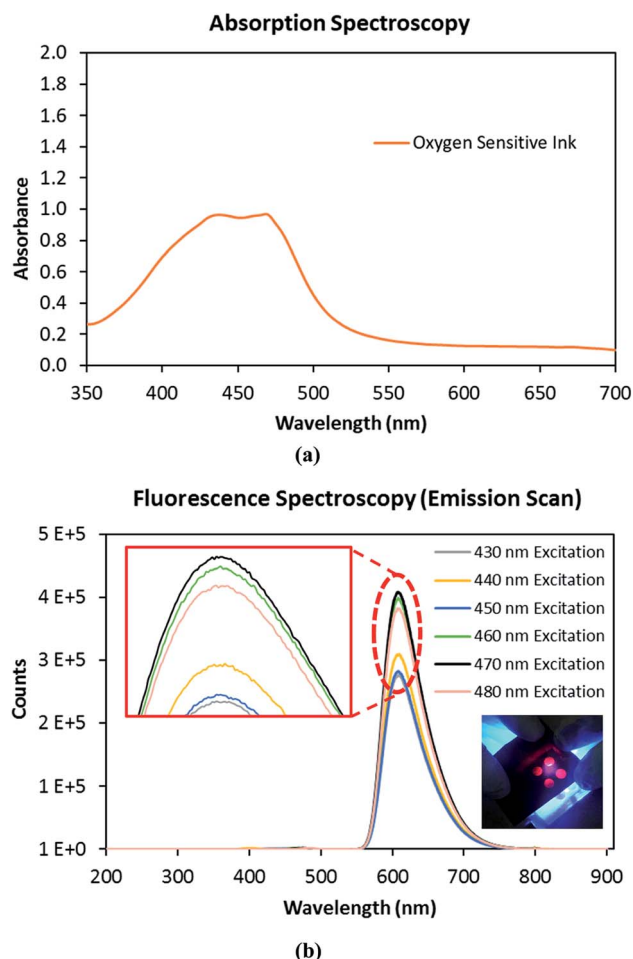 Absorption Spectroscopy
2.0
1.8
1.6
1.4
1.2
1.0
0.8
0.6
0.4
0.2
0.0
Absorbance
Oxygen Sensitive Ink
350 400 450 500 550 600 650 700
Wavelength (nm)
(a)
Fluorescence Spectroscopy (Emission Scan)
5 E+5
4 E+5
3 E+5
2 E+5
1 E+5
1 E+0
Counts
430 nm Excitation
440 nm Excitation
450 nm Excitation
460 nm Excitation
470 nm Excitation
480 nm Excitation
200 300 400 500 600 700 800 900
Wavelength (nm)
(b)